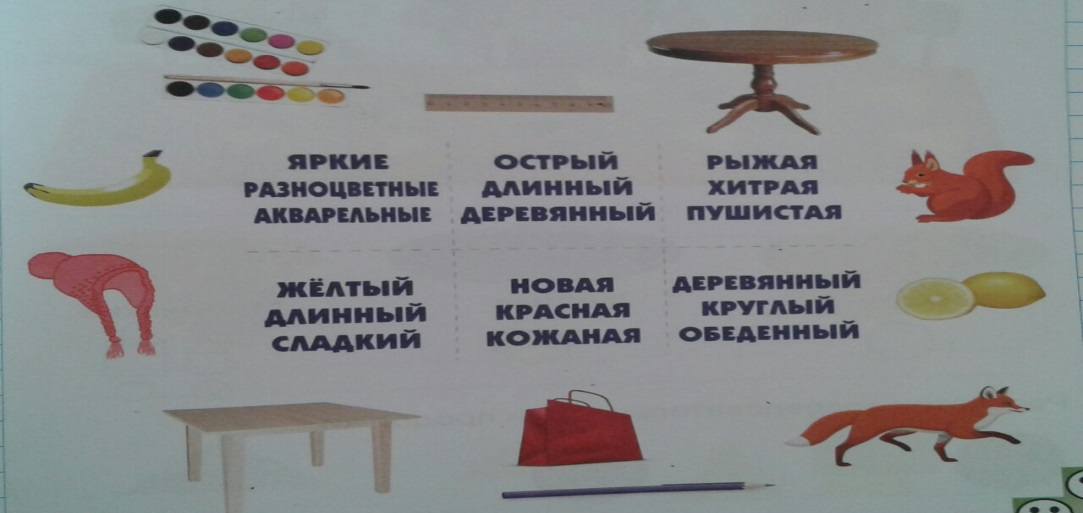 ЯРКИЕ
РАЗНОЦВЕТНЫЕ
АКВАРЕЛЬНЫЕ
ОСТРЫЙ
ДЛИННЫЙ
ДЕРЕВЯННЫЙ
РЫЖАЯ
ХИТРАЯ
ПУШИСТАЯ
ЖЁЛТЫЙ
ДЛИННЫЙ
СЛАДКИЙ
НОВАЯ
КРАСНАЯ
КОЖАНАЯ
ДЕРЕВЯННЫЙ
КРУГЛЫЙ
ОБЕДЕННЫЙ